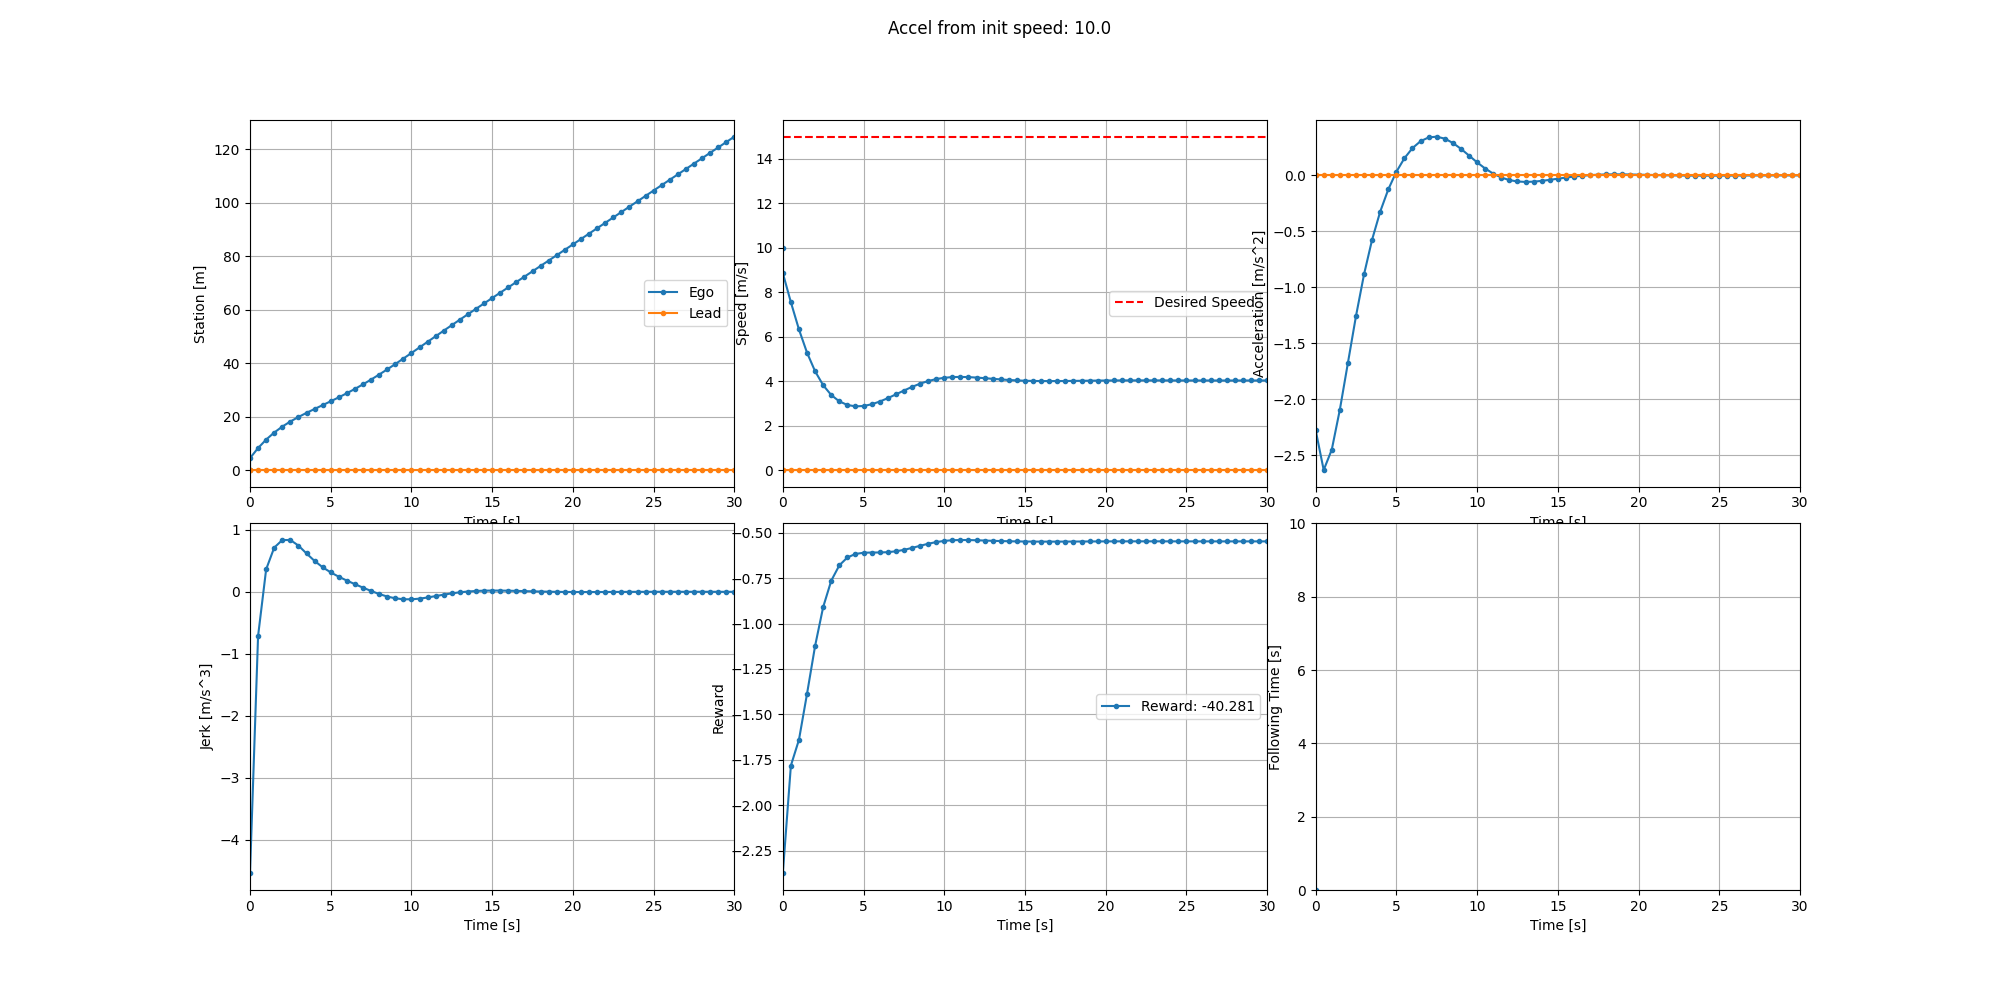 Accel from init speed: 10.0
Station [m]
120
100
80
60
40
20
0
Ego
Lead
0 5 10 15 20 25 30
Time [s]
Speed [m/s]
14
12
10
8
6
4
2
0
Desired Speed
0 5 10 15 20 25 30
Time [s]
Acceleration [m/s^2]
0.0
−0.5
−1.0
−1.5
−2.0
−2.5
0 5 10 15 20 25 30
Time [s]
Jerk [m/s^3]
1
0
−1
−2
−3
−4
0 5 10 15 20 25 30
Time [s]
Reward
−0.50
−0.75
−1.00
−1.25
−1.50
−1.75
−2.00
−2.25
Reward: -40.281
0 5 10 15 20 25 30
Time [s]
Following Time [s]
10
8
6
4
2
0
0 5 10 15 20 25 30
Time [s]